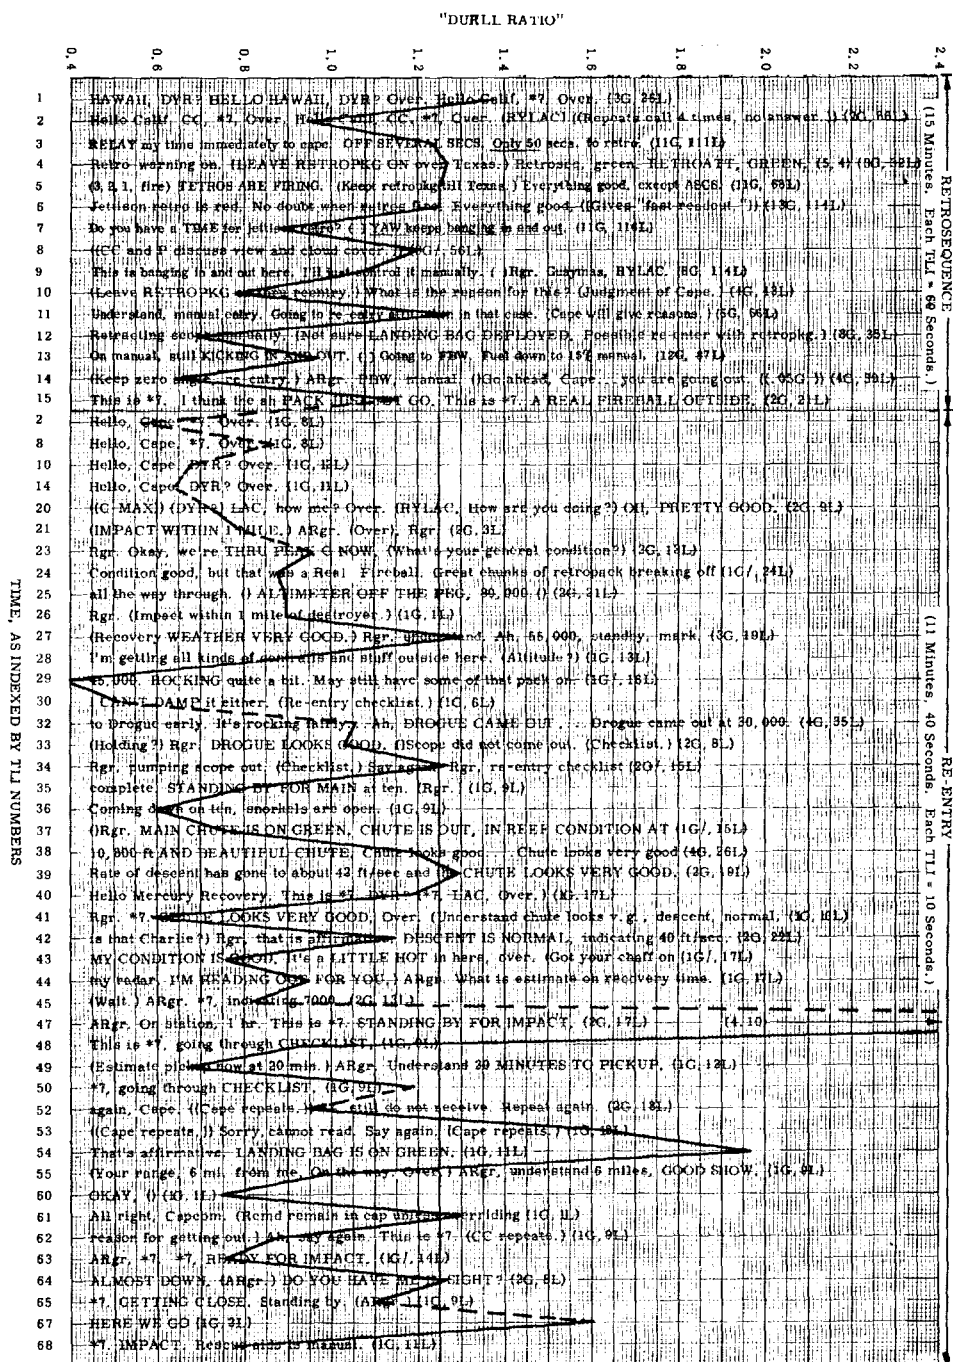 "DURLL RATIO"
0.4 0.6 0.8 1.0 1.2 1.4 1.6 1.8 2.0 2.2 2.4
1 HAWAII, DYR? HELLO HAWAII, DYR? Over. Hello Calif, *7, Over. (3G, 26L)
2 Hello Calif, CC, *7, Over, CC, *7, Over. (RYLAC) ((Repeats call 4 times, no answer.))
3 RELAY my time immediately to cape. OFF SEVERAL SECS. Only 50 secs. to retro. (11G, 111L)
4 Retro warning on. (LEAVE RETROPKG ON over Texas.) Retroseq. green. RETROATT, GREEN, (5, 4)
5 (3, 2, 1, fire) TETROS ARE FIRING. (Keep retropkg till Texas.) Everything good, except ASCS. (11G, 68L)
6 Jettison retro is red. No doubt when retros fire. Everything good, ((Gives "fast readout.")) (13G, 114L)
7 Do you have a TIME for jettison retro? ( ) YAW keeps banging in and out. (11G, 116L)
8 ((CC and P discuss view and cloud cover.)) 56L)
9 This is banging in and out here. I'll just control it manually. ( )Rgr. Guaymas, RYLAC.
10 (Leave RETROPKG reentry.) What is the reason for this? (Judgment of Cape.)
11 Understand, manual entry. Going to re-entry attitude in that case. (Cape will give reasons.)
12 Retracting scope manually. (Not sure LANDING BAG DEPLOYED. Possible re-enter with retropkg.) (8G, 35L)
13 On manual, still KICKING IN AND OUT. ( ) Going to FBW. Fuel down to 15% manual. (12G, 87L)
14 (Keep zero angle, re-entry.) ARgr. FBW, manual. ()Go ahead, Cape... you are going out. ((.05G.))
15 This is *7. I think the ah PACK JUST LET GO. This is *7. A REAL FIREBALL OUTSIDE. (2G, 21L)
2 Hello, Cape, *7, Over. (1G, 8L)
8 Hello, Cape, *7, Over. (1G, 8L)
10 Hello, Cape, DYR? Over. (1G, 12L)
14 Hello, Cape, DYR? Over. (1G, 11L)
20 ((C-MAX)) (DYR?) LAC, how me? Over. (RYLAC. How are you doing?) OH, PRETTY GOOD. (2G, 9L)
21 (IMPACT WITHIN 1 MILE.) ARgr. (Over), Rgr (2G, 3L)
23 Rgr. Okay, we're THRU PEAK G NOW. (What's your general condition?) (3G, 13L)
24 Condition good, but that was a Real Fireball. Great chunks of retropack breaking off (1G/, 24L)
25 all the way through. () ALTIMETER OFF THE PEG, 80,000. () (3G, 21L)
26 Rgr. (Impact within 1 mile of destroyer.) (1G, 1L)
27 (Recovery WEATHER VERY GOOD.) Rgr, understand. Ah, 55,000, standby, mark. (3G, 19L)
28 I'm getting all kinds of contrails and stuff outside here. (Altitude?) (1G, 13L)
29 45,000. ROCKING quite a bit. May still have some of that pack on. (1G/, 16L)
30 CAN'T DAMP it either. (Re-entry checklist.) (1G, 6L)
32 to Drogue early. It's rocking fairly... Ah, DROGUE CAME OUT, ... Drogue came out at 30,000. (4G, 35L)
33 (Holding?) Rgr. DROGUE LOOKS GOOD. ()Scope did not come out. (Checklist.) (2G, 8L)
34 Rgr, pumping scope out. (Checklist.) Say again. Rgr, re-entry checklist (2G/, 15L)
35 complete. STANDING BY FOR MAIN at ten. (Rgr.) (1G, 9L)
36 Coming down on ten, snorkels are open. (1G, 9L)
37 ()Rgr. MAIN CHUTE IS ON GREEN, CHUTE IS OUT, IN REEF CONDITION AT (1G/, 15L)
38 10,800 ft AND BEAUTIFUL CHUTE, Chute looks good... Chute looks very good (4G, 26L)
39 Rate of descent has gone to about 42 ft/sec and the CHUTE LOOKS VERY GOOD. (2G, 19L)
40 Hello Mercury Recovery. This is *7. DYR? (*7. LAC, Over.) (1G, 17L)
41 Rgr. *7. CHUTE LOOKS VERY GOOD, Over. (Understand chute looks v.g., descent, normal.
42 is that Charlie?) Rgr, that is affirmative. DESCENT IS NORMAL, indicating 40 ft/sec. (2G, 22L)
43 MY CONDITION IS GOOD, it's a LITTLE HOT in here, over. (Got your chaff on (1G/, 17L)
44 my radar. I'M READING OUT FOR YOU.) ARgr. What is estimate on recovery time. (1G, 17L)
45 (Wait.) ARgr. *7, indicating 7000. (2G, 13L)
47 ARgr. On station, 1 hr. This is *7. STANDING BY FOR IMPACT. (2G, 17L) (4.10)
48 This is *7, going through CHECKLIST. (1G, 9L)
49 (Estimate pickup now at 20 min.) ARgr. Understand 20 MINUTES TO PICKUP. (1G, 13L)
50 *7, going through CHECKLIST. (1G, 9L)
52 again, Cape. ((Cape repeats.)) still do not receive. Repeat again. (2G, 18L)
53 ((Cape repeats.)) Sorry, cannot read. Say again. (Cape repeats.)
54 That's affirmative. LANDING BAG IS ON GREEN. (1G, 11L)
55 (Your range, 6 mi. from me. On the way. Over.) ARgr, understand 6 miles, GOOD SHOW. (1G, 9L)
60 OKAY, () (1G, 1L)
61 All right, Capcom. (Rcmd remain in cap unless overriding (1G, 1L)
62 reason for getting out.) Ah, say again. This is *7. (CC repeats.) (1G, 9L)
63 ARgr, *7. *7, READY FOR IMPACT. (1G/, 14L)
64 ALMOST DOWN. (ARgr.) DO YOU HAVE ME IN SIGHT? (3G, 8L)
65 *7. GETTING CLOSE. Standing by. (ARgr.) (1G, 9L)
67 HERE WE GO (1G, 3L)
68 *7. IMPACT. Rescue aids is manual. (1G, 11L)
TIME, AS INDEXED BY TLI NUMBERS
RETROSEQUENCE
(15 Minutes. Each TLI = 60 Seconds.)
RE-ENTRY
(11 Minutes, 40 Seconds. Each TLI = 10 Seconds.)